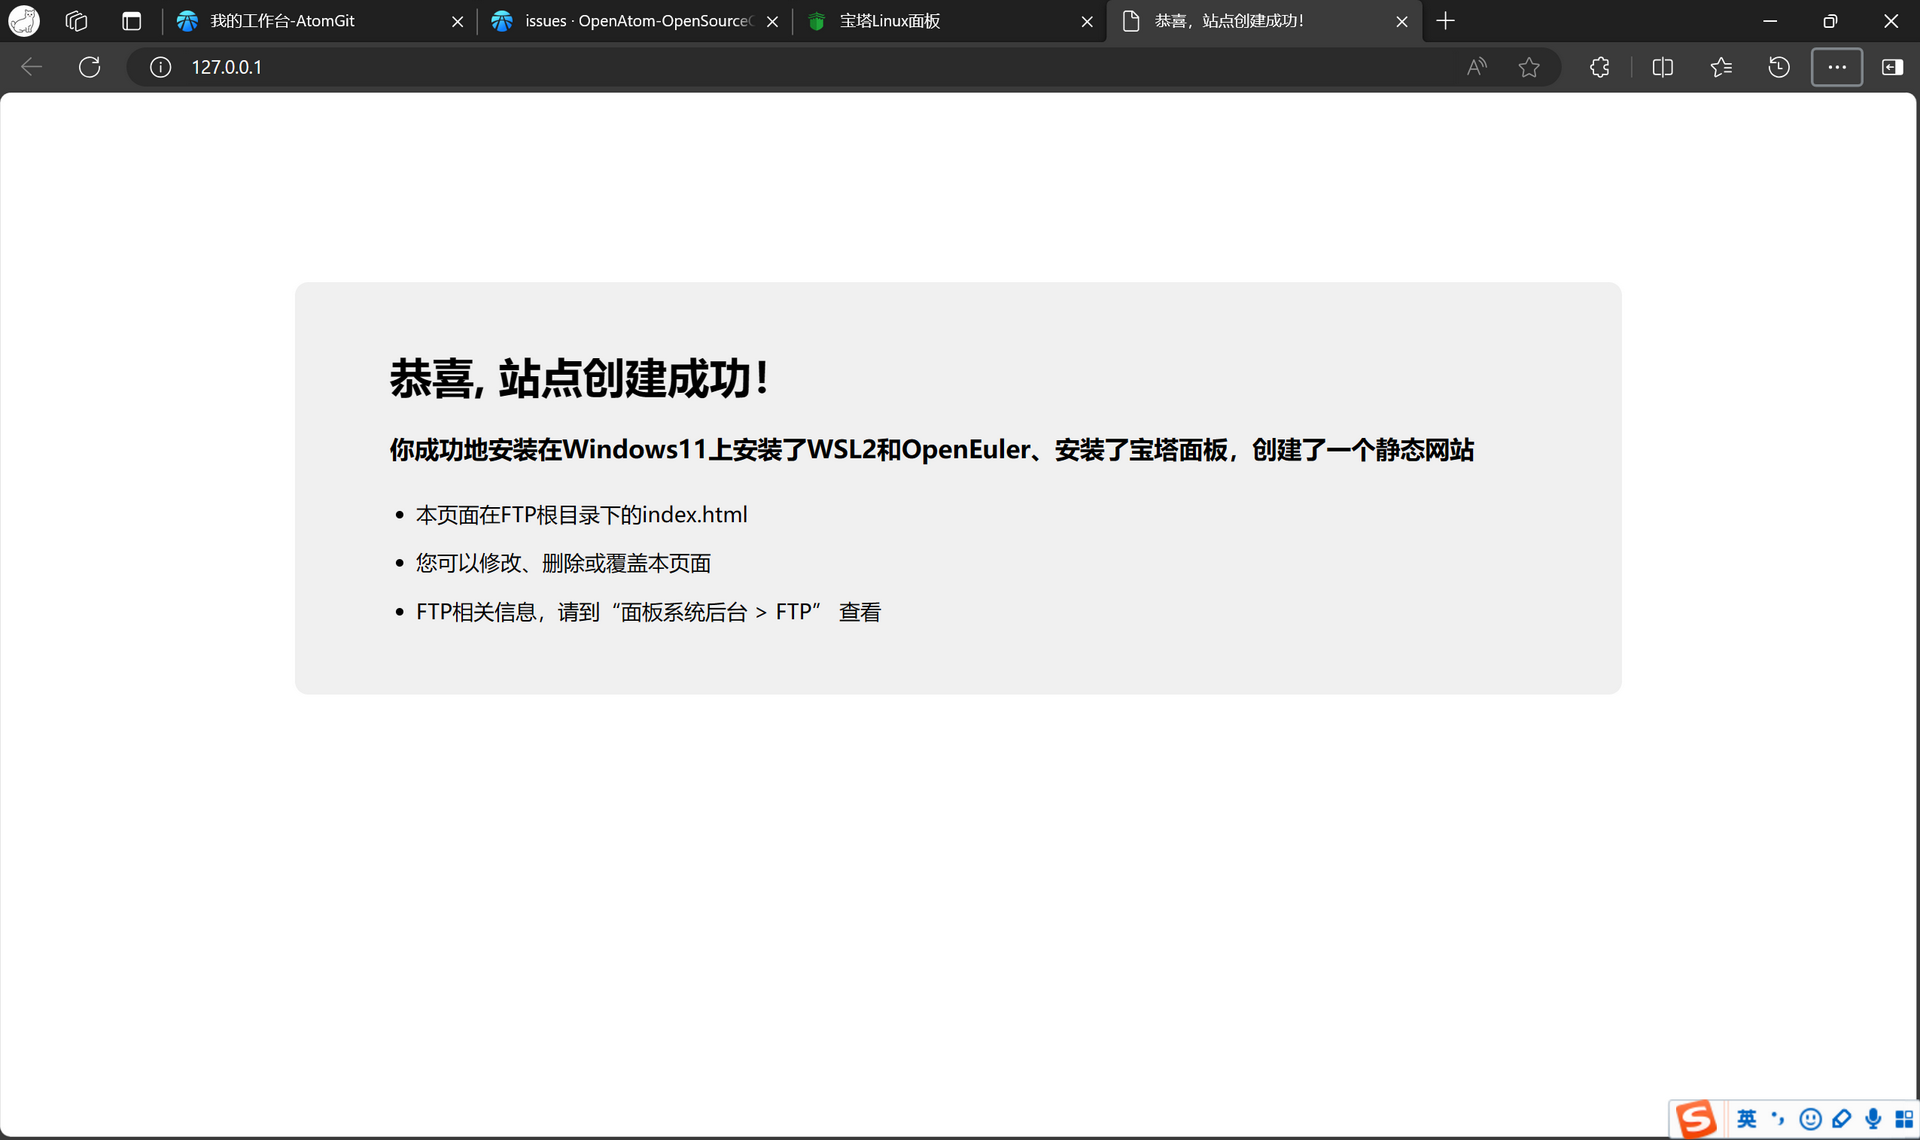 我的工作台-AtomGit
issues · OpenAtom-OpenSource
宝塔Linux面板
恭喜，站点创建成功！
127.0.0.1
恭喜, 站点创建成功！
你成功地安装在Windows11上安装了WSL2和OpenEuler、安装了宝塔面板，创建了一个静态网站
本页面在FTP根目录下的index.html
您可以修改、删除或覆盖本页面
FTP相关信息，请到“面板系统后台 > FTP” 查看
英